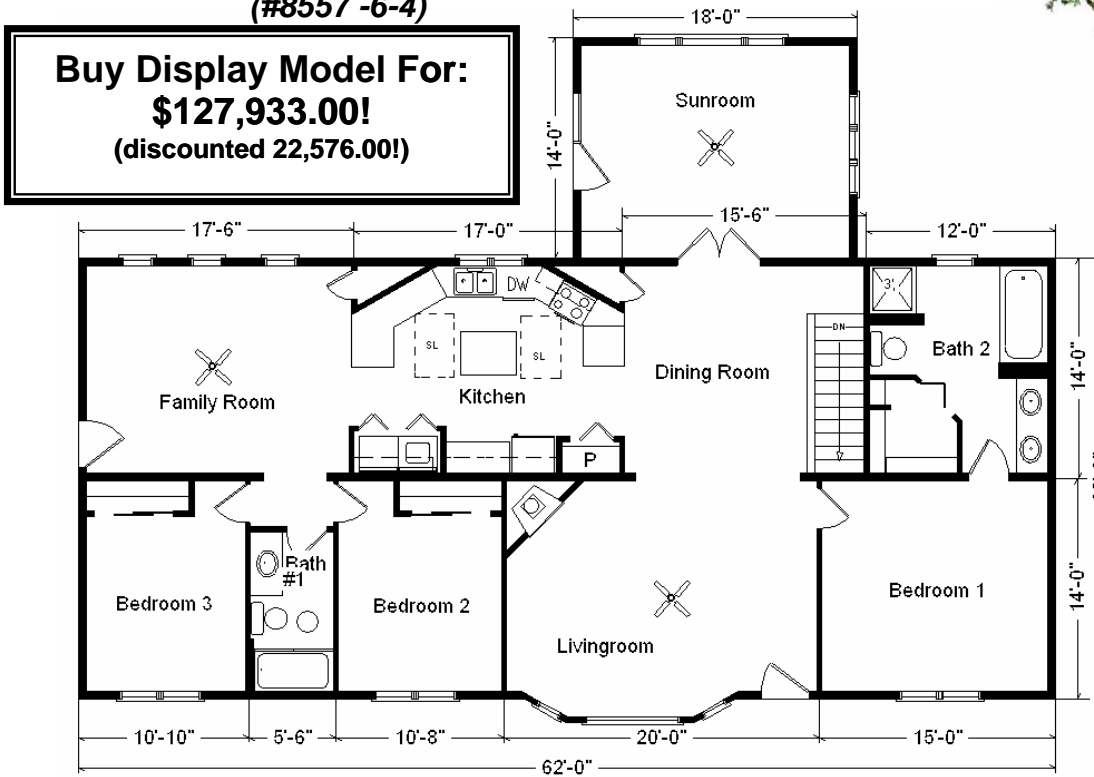 (#8557 -6-4)
Buy Display Model For:
$127,933.00!
(discounted 22,576.00!)
18'-0"
14'-0"
Sunroom
17'-6"
17'-0"
15'-6"
12'-0"
DW
3'
SL
SL
DN
Bath 2
14'-0"
Family Room
Kitchen
Dining Room
P
Bedroom 3
Bath
#1
Bedroom 2
Livingroom
Bedroom 1
14'-0"
10'-10"
5'-6"
10'-8"
20'-0"
15'-0"
62'-0"